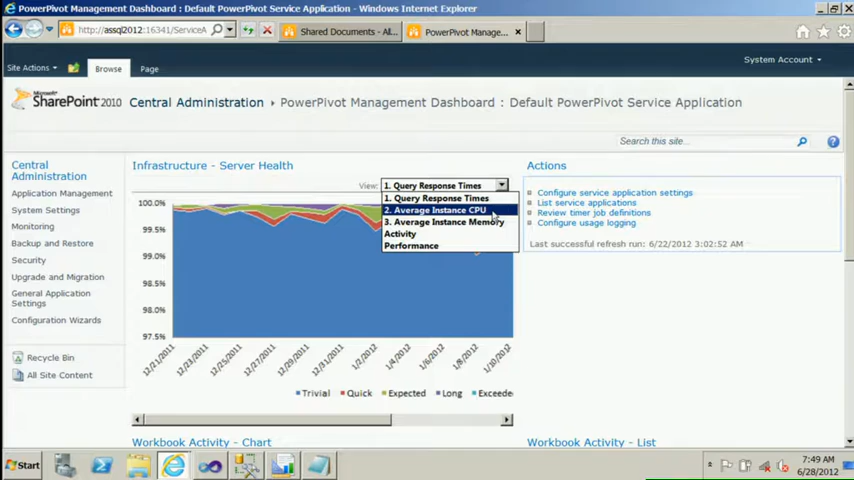 PowerPivot Management Dashboard : Default PowerPivot Service Application - Windows Internet Explorer
http://assql2012:16341/ServiceA
Shared Documents - All...
PowerPivot Manage...
Site Actions
Browse
Page
System Account
Microsoft
SharePoint 2010
Central Administration
PowerPivot Management Dashboard : Default PowerPivot Service Application
Search this site...
Central Administration
Application Management
System Settings
Monitoring
Backup and Restore
Security
Upgrade and Migration
General Application Settings
Configuration Wizards
Recycle Bin
All Site Content
Infrastructure - Server Health
View:
1. Query Response Times
1. Query Response Times
2. Average Instance CPU
3. Average Instance Memory
Activity
Performance
100.0%
99.5%
99.0%
98.5%
98.0%
97.5%
12/21/2011
12/23/2011
12/25/2011
12/27/2011
12/29/2011
12/31/2011
1/2/2012
1/4/2012
1/6/2012
1/8/2012
1/10/2012
Trivial
Quick
Expected
Long
Exceede
Actions
Configure service application settings
List service applications
Review timer job definitions
Configure usage logging
Last successful refresh run: 6/22/2012 3:02:52 AM
Workbook Activity - Chart
Workbook Activity - List
Start
7:49 AM
6/28/2012